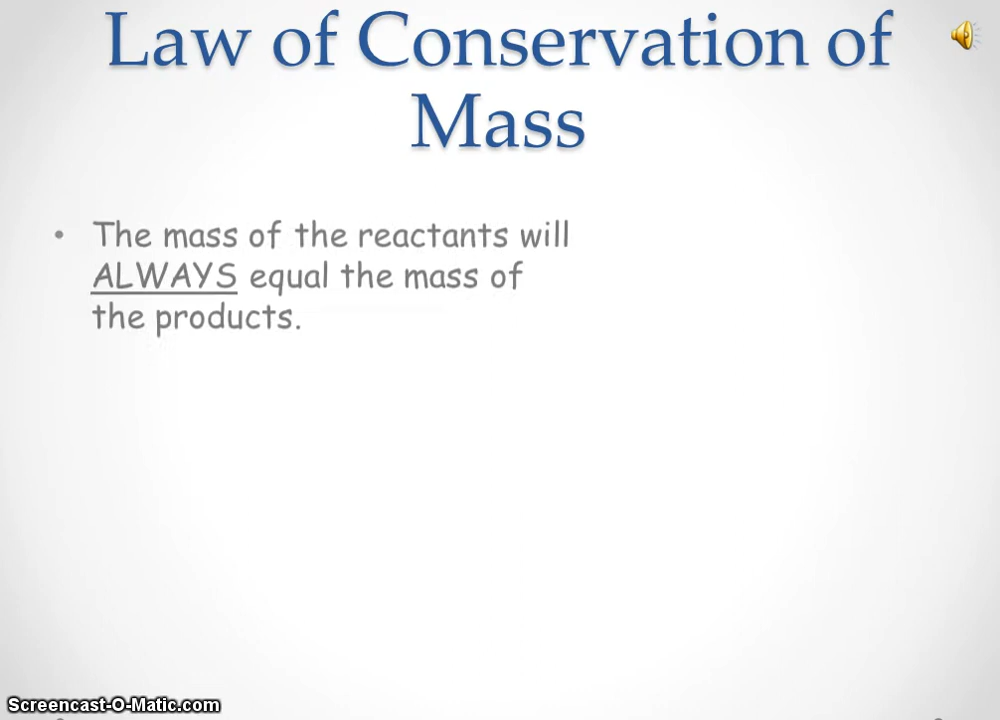 Law of Conservation of
Mass
• The mass of the reactants will
ALWAYS equal the mass of
the products.
Screencast-O-Matic.com